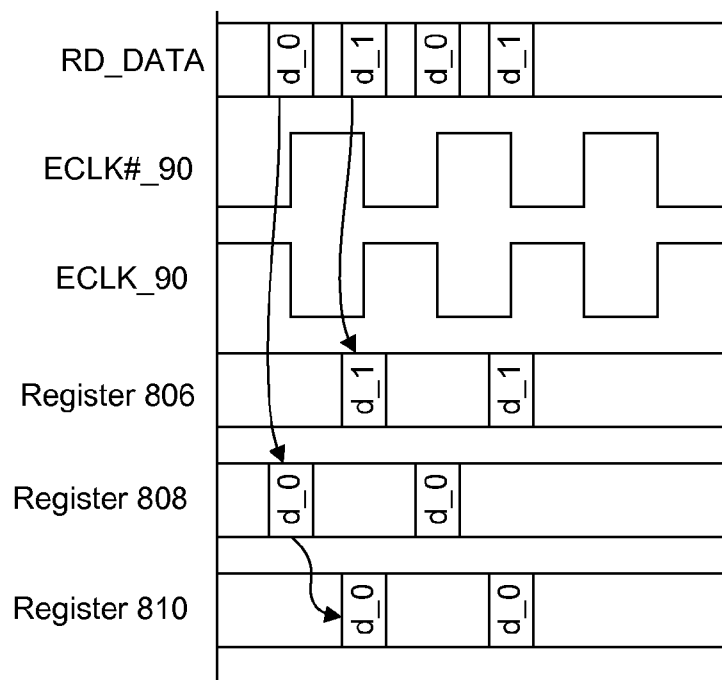 RD_DATA d_0 d_1 d_0 d_1
ECLK#_90
ECLK_90
Register 806 d_1 d_1
Register 808 d_0 d_0
Register 810 d_0 d_0